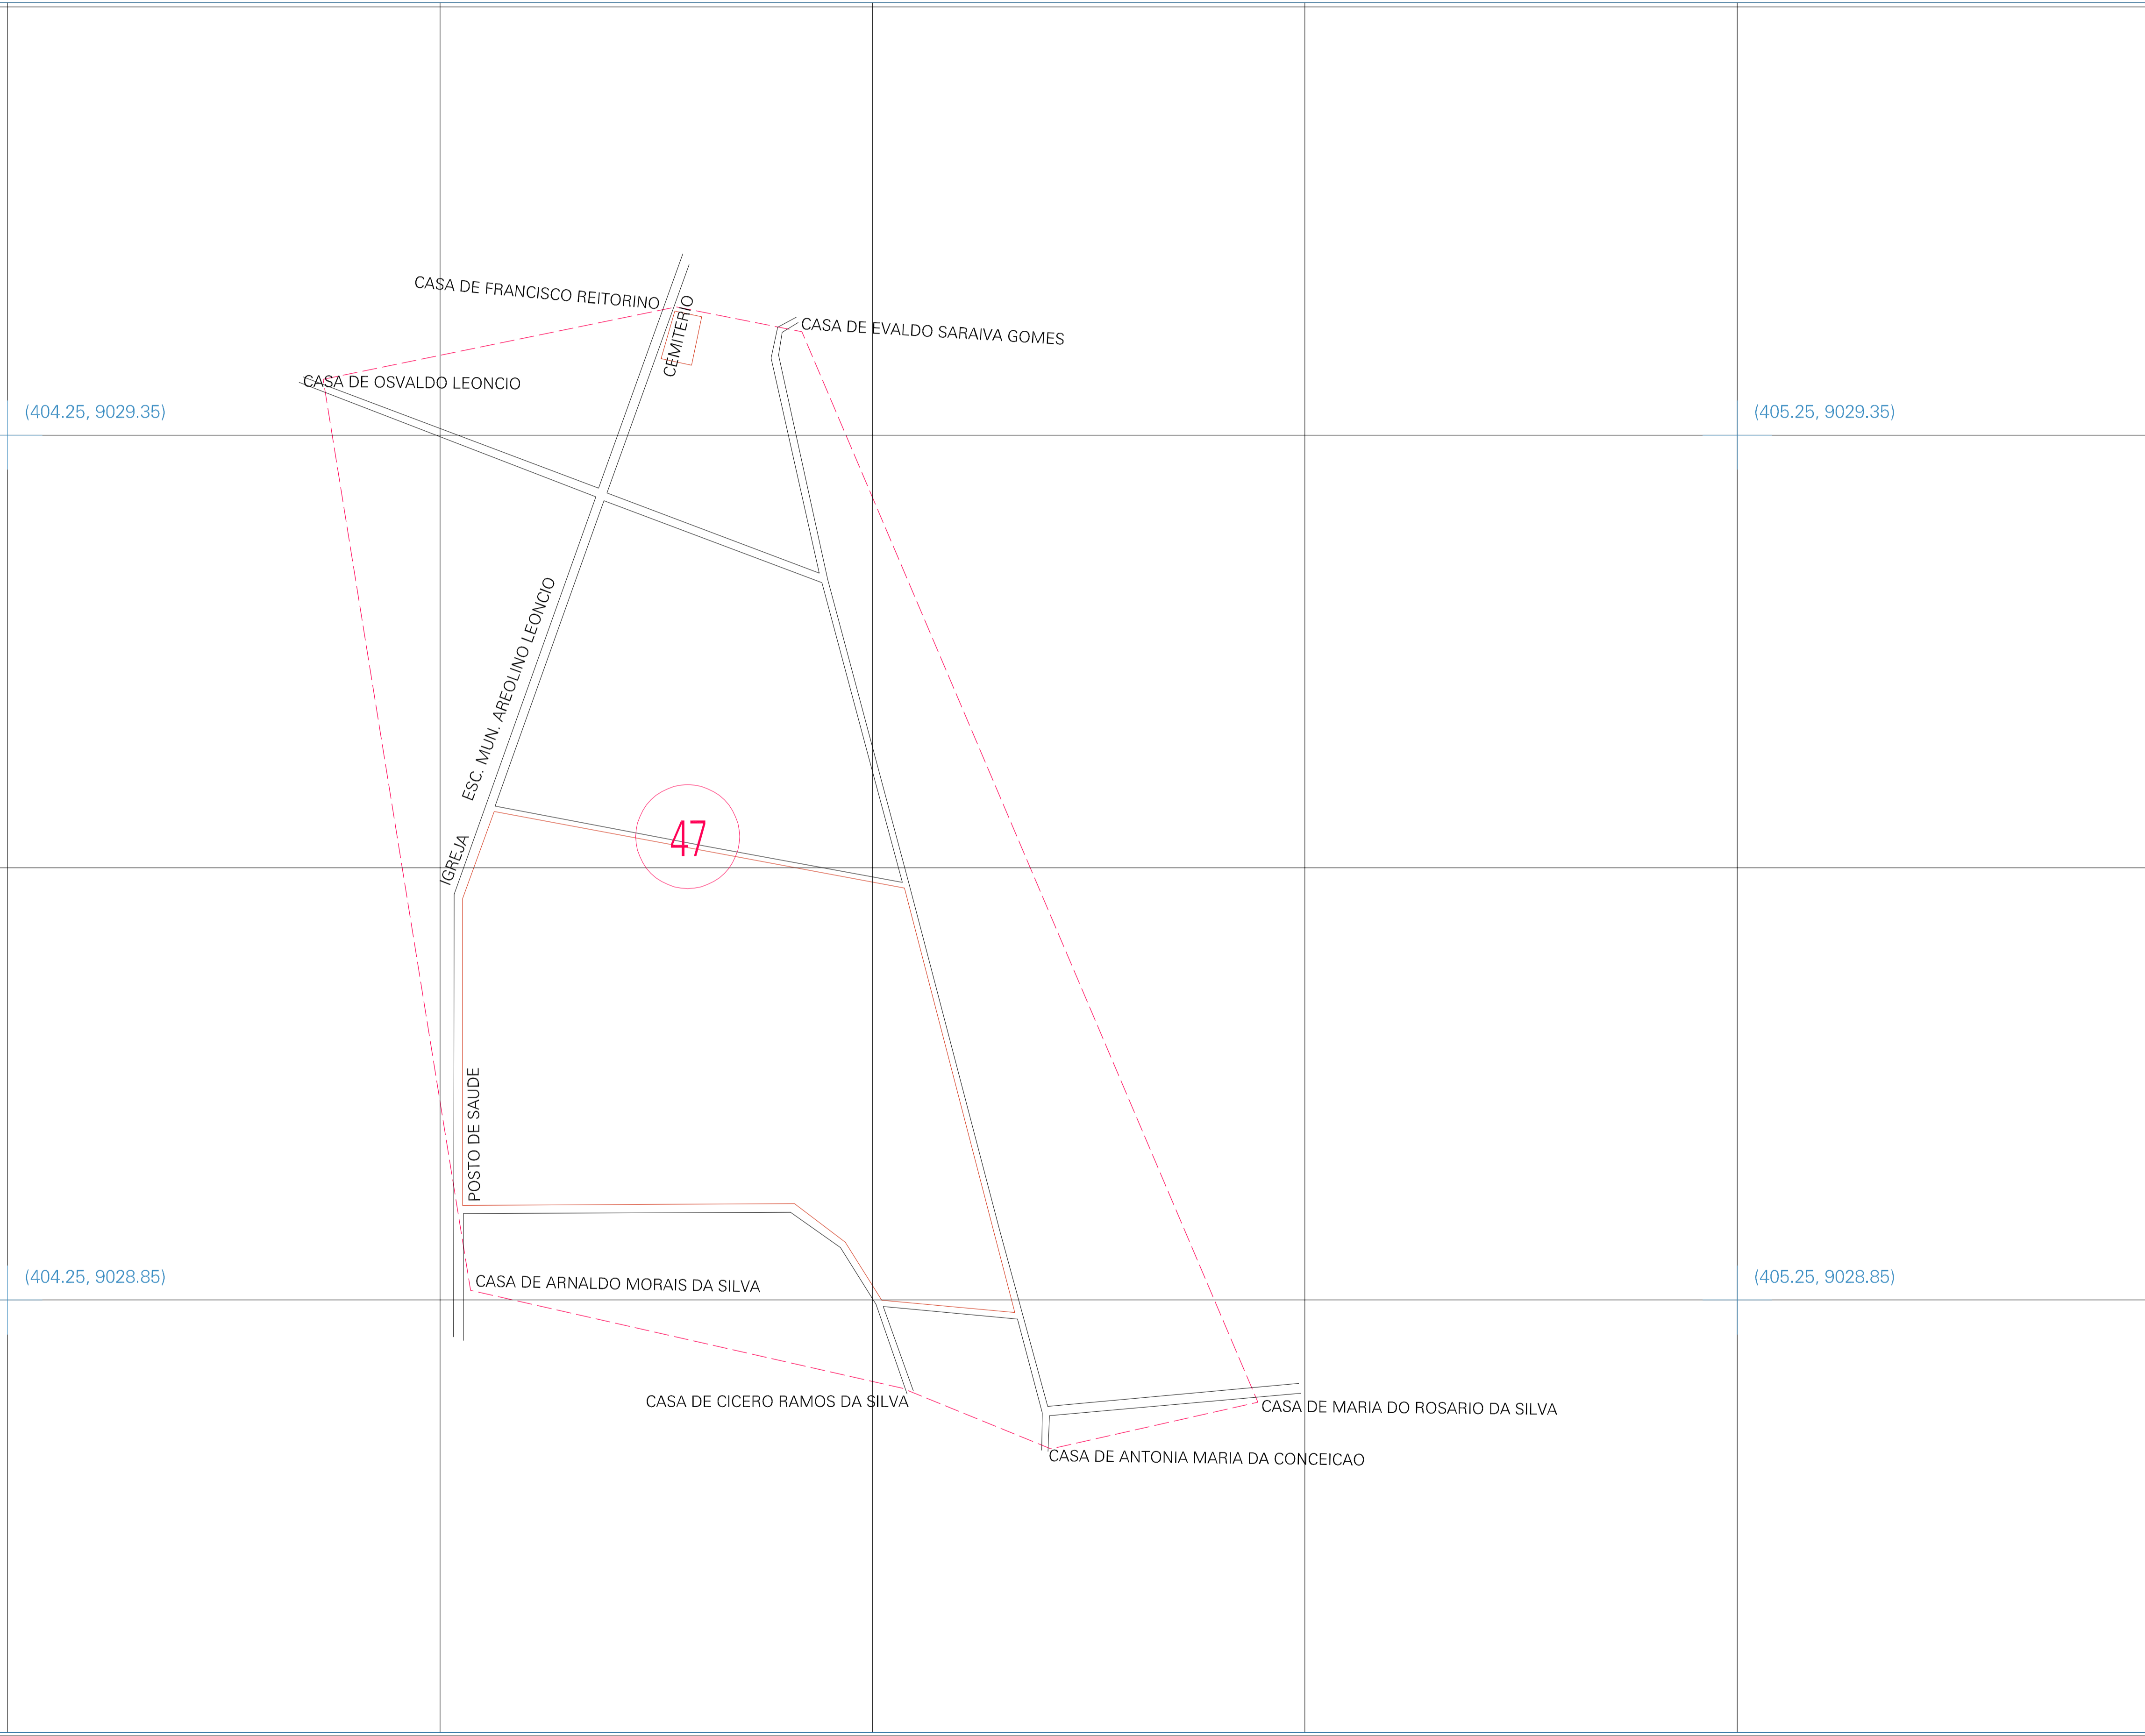 CASA DE FRANCISCO REITORINO
CEMITERIO
CASA DE EVALDO SARAIVA GOMES
CASA DE OSVALDO LEONCIO
(404.25, 9029.35)
(405.25, 9029.35)
ESC. MUN. AREOLINO LEONCIO
IGREJA
47
POSTO DE SAUDE
(404.25, 9028.85)
(405.25, 9028.85)
CASA DE ARNALDO MORAIS DA SILVA
CASA DE CICERO RAMOS DA SILVA
CASA DE MARIA DO ROSARIO DA SILVA
CASA DE ANTONIA MARIA DA CONCEICAO